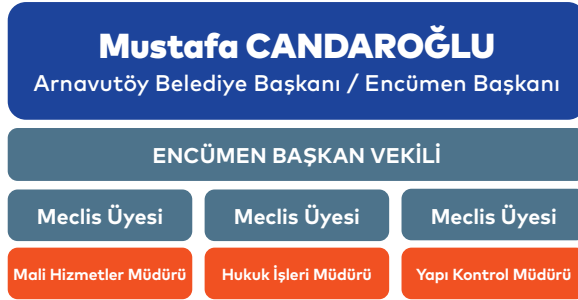 Mustafa CANDAROĞLU
Arnavutöy Belediye Başkanı / Encümen Başkanı
ENCÜMEN BAŞKAN VEKİLİ
Meclis Üyesi Meclis Üyesi Meclis Üyesi
Mali Hizmetler Müdürü Hukuk İşleri Müdürü Yapı Kontrol Müdürü